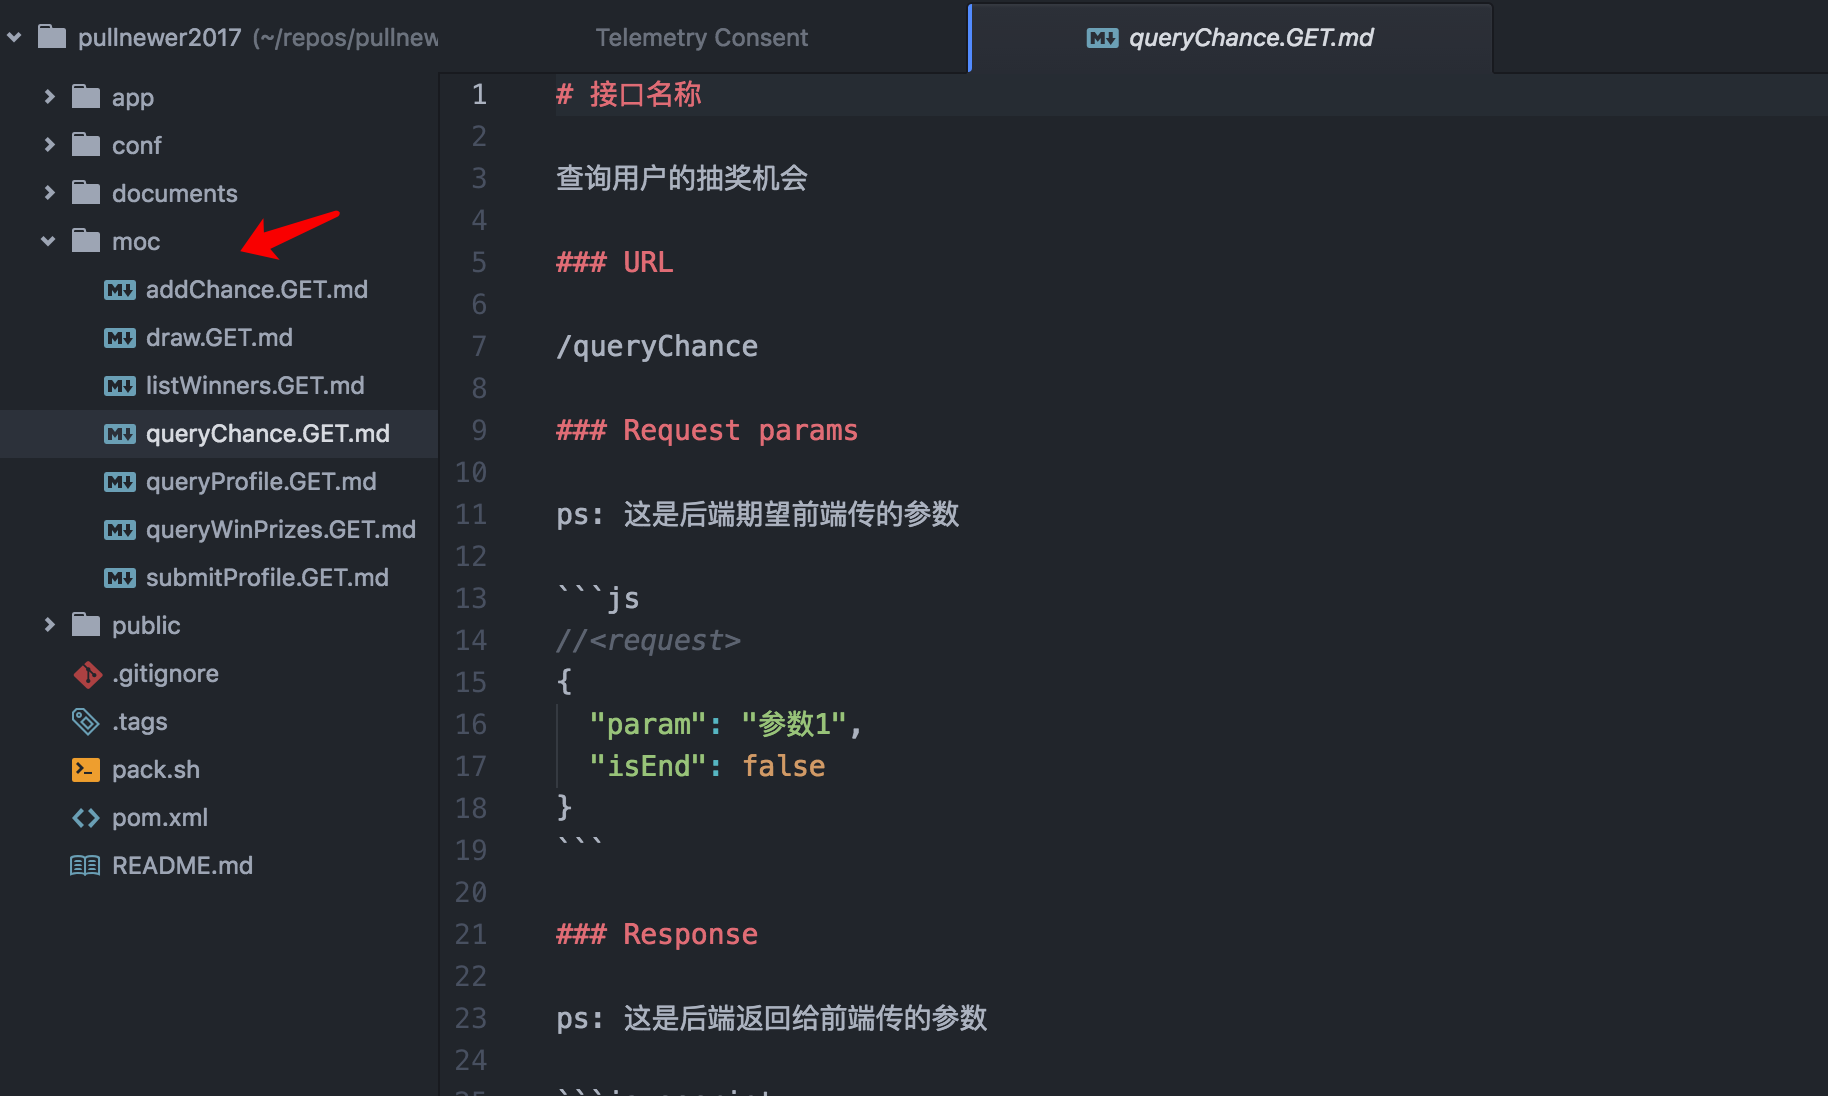 pullnewer2017 (~/repos/pullnew
app
conf
documents
moc
addChance.GET.md
draw.GET.md
listWinners.GET.md
queryChance.GET.md
queryProfile.GET.md
queryWinPrizes.GET.md
submitProfile.GET.md
public
.gitignore
.tags
pack.sh
pom.xml
README.md
Telemetry Consent
queryChance.GET.md
1 # 接口名称
2
3 查询用户的抽奖机会
4
5 ### URL
6
7 /queryChance
8
9 ### Request params
10
11 ps: 这是后端期望前端传的参数
12
13 ```js
14 //<request>
15 {
16 "param": "参数1",
17 "isEnd": false
18 }
19 ```
20
21 ### Response
22
23 ps: 这是后端返回给前端传的参数
24